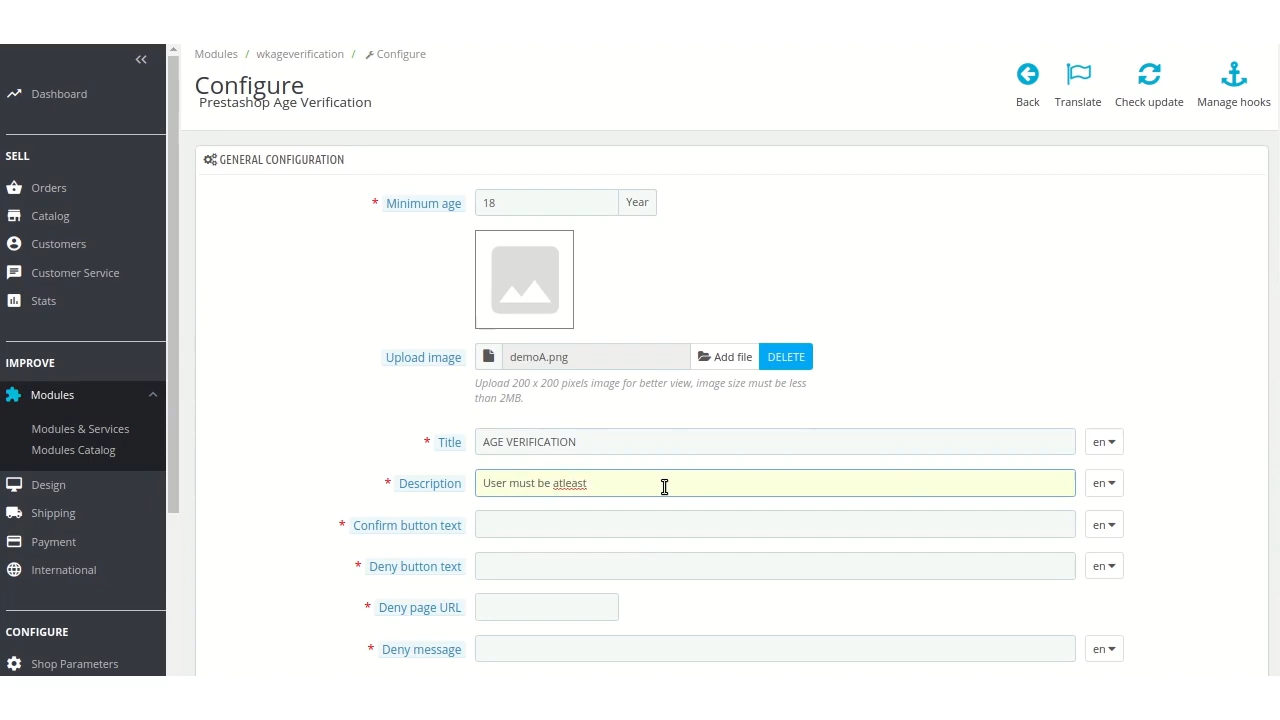 Modules / wkageverification / Configure
Configure
Prestashop Age Verification
Back
Translate
Check update
Manage hooks
Dashboard
SELL
Orders
Catalog
Customers
Customer Service
Stats
IMPROVE
Modules
Modules & Services
Modules Catalog
Design
Shipping
Payment
International
CONFIGURE
Shop Parameters
GENERAL CONFIGURATION
* Minimum age 18 Year
Upload image demoA.png Add file DELETE
Upload 200 x 200 pixels image for better view, image size must be less
than 2MB.
* Title AGE VERIFICATION en
* Description User must be atleast en
* Confirm button text en
* Deny button text en
* Deny page URL
* Deny message en